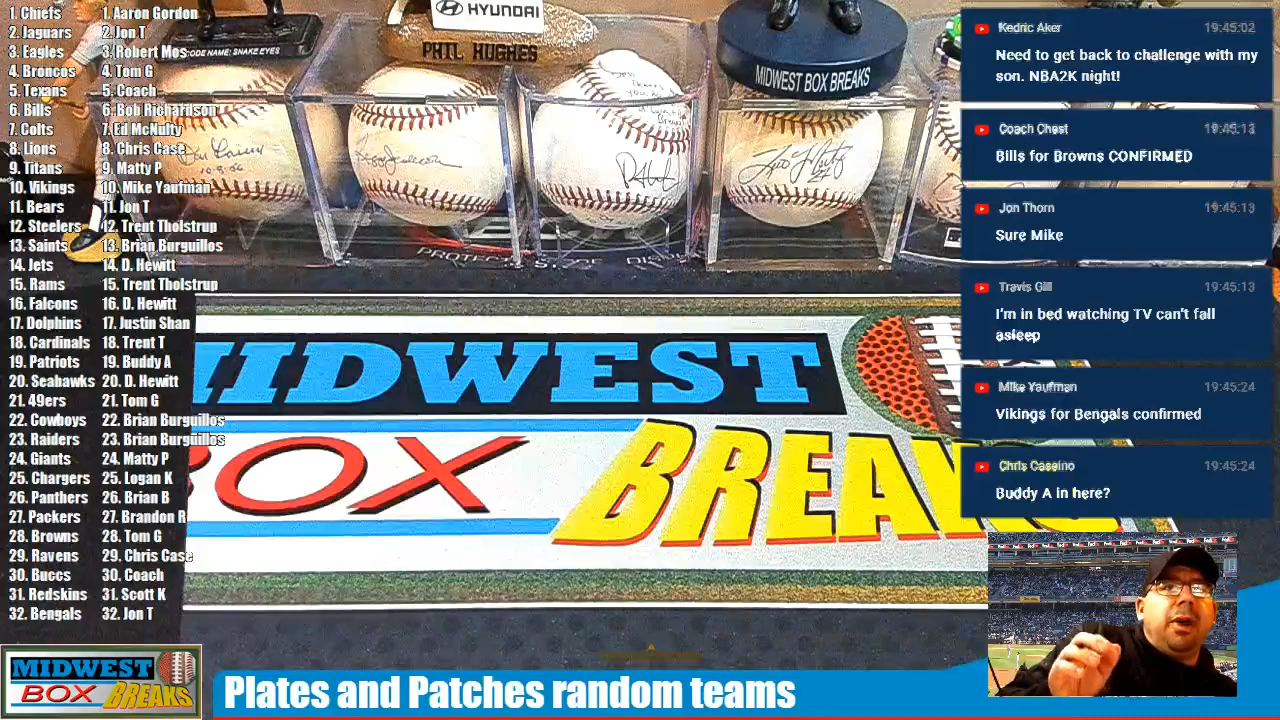 1. Chiefs 1. Aaron Gordon
2. Jaguars 2. Jon T
3. Eagles 3. Robert Mos
4. Broncos 4. Tom G
5. Texans 5. Coach
6. Bills 6. Bob Richardson
7. Colts 7. Ed McNulty
8. Lions 8. Chris Case
9. Titans 9. Matty P
10. Vikings 10. Mike Yaufman
11. Bears 11. Jon T
12. Steelers 12. Trent Tholstrup
13. Saints 13. Brian Burguillos
14. Jets 14. D. Hewitt
15. Rams 15. Trent Tholstrup
16. Falcons 16. D. Hewitt
17. Dolphins 17. Justin Shan
18. Cardinals 18. Trent T
19. Patriots 19. Buddy A
20. Seahawks 20. D. Hewitt
21. 49ers 21. Tom G
22. Cowboys 22. Brian Burguillos
23. Raiders 23. Brian Burguillos
24. Giants 24. Matty P
25. Chargers 25. Logan K
26. Panthers 26. Brian B
27. Packers 27. Brandon R
28. Browns 28. Tom G
29. Ravens 29. Chris Case
30. Buccs 30. Coach
31. Redskins 31. Scott K
32. Bengals 32. Jon T
CODE NAME: SNAKE EYES
HYUNDAI
PHIL HUGHES
MIDWEST BOX BREAKS
10-8-56
MIDWEST
BOX
BREAK
Kedric Aker 19:45:02
Need to get back to challenge with my
son. NBA2K night!
Coach Chest 19:45:13
Bills for Browns CONFIRMED
Jon Thorn 19:45:13
Sure Mike
Travis Gill 19:45:13
I'm in bed watching TV can't fall
asleep
Mike Yaufman 19:45:24
Vikings for Bengals confirmed
Chris Caseino 19:45:24
Buddy A in here?
MIDWEST
BOX BREAKS
Plates and Patches random teams